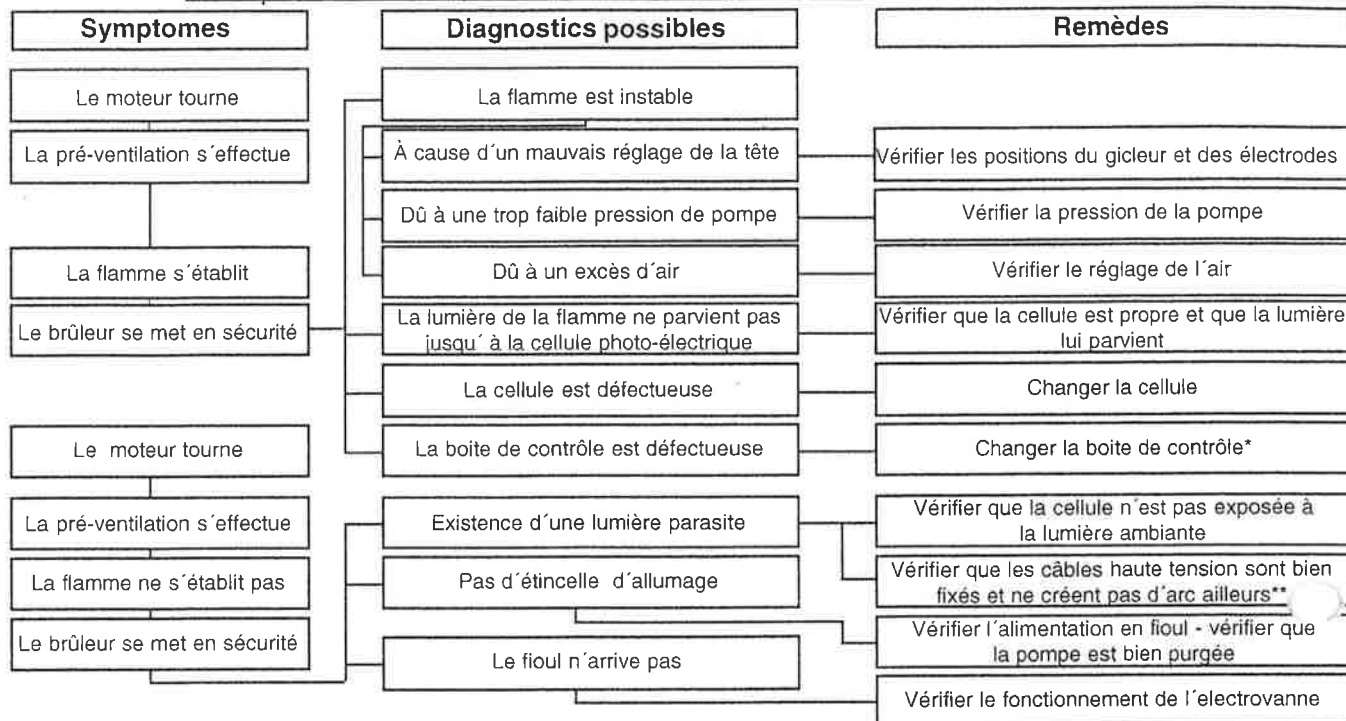 Symptomes
Diagnostics possibles
Remèdes
Le moteur tourne
La flamme est instable
La pré-ventilation s´effectue
À cause d´un mauvais réglage de la tête
Vérifier les positions du gicleur et des électrodes
Dû à une trop faible pression de pompe
Vérifier la pression de la pompe
La flamme s´établit
Dû à un excès d´air
Vérifier le réglage de l´air
Le brûleur se met en sécurité
La lumière de la flamme ne parvient pas
jusqu´ à la cellule photo-électrique
Vérifier que la cellule est propre et que la lumière
lui parvient
La cellule est défectueuse
Changer la cellule
Le moteur tourne
La boite de contrôle est défectueuse
Changer la boite de contrôle*
La pré-ventilation s´effectue
Existence d´une lumière parasite
Vérifier que la cellule n´est pas exposée à
la lumière ambiante
La flamme ne s´établit pas
Pas d´étincelle d´allumage
Vérifier que les câbles haute tension sont bien
fixés et ne créent pas d´arc ailleurs**
Le brûleur se met en sécurité
Le fioul n´arrive pas
Vérifier l´alimentation en fioul - vérifier que
la pompe est bien purgée
Vérifier le fonctionnement de l´electrovanne